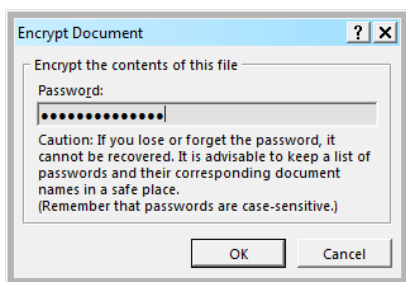 Encrypt Document
Encrypt the contents of this file
Password:
••••••••••••••
Caution: If you lose or forget the password, it
cannot be recovered. It is advisable to keep a list of
passwords and their corresponding document
names in a safe place.
(Remember that passwords are case-sensitive.)
OK Cancel